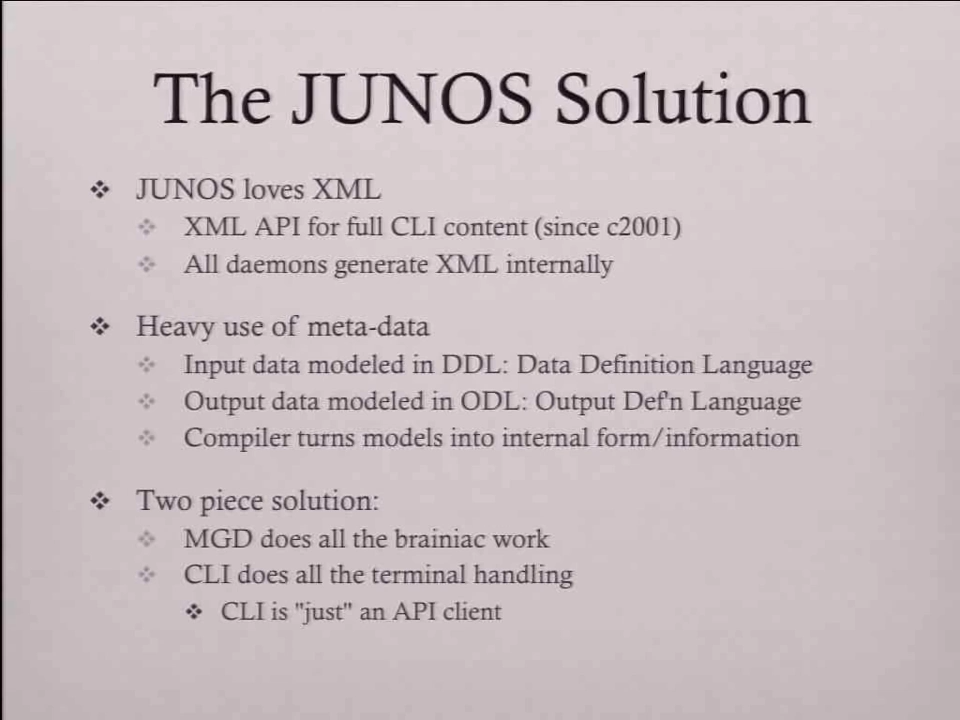 The JUNOS Solution
JUNOS loves XML
XML API for full CLI content (since c2001)
All daemons generate XML internally
Heavy use of meta-data
Input data modeled in DDL: Data Definition Language
Output data modeled in ODL: Output Def'n Language
Compiler turns models into internal form/information
Two piece solution:
MGD does all the brainiac work
CLI does all the terminal handling
CLI is "just" an API client